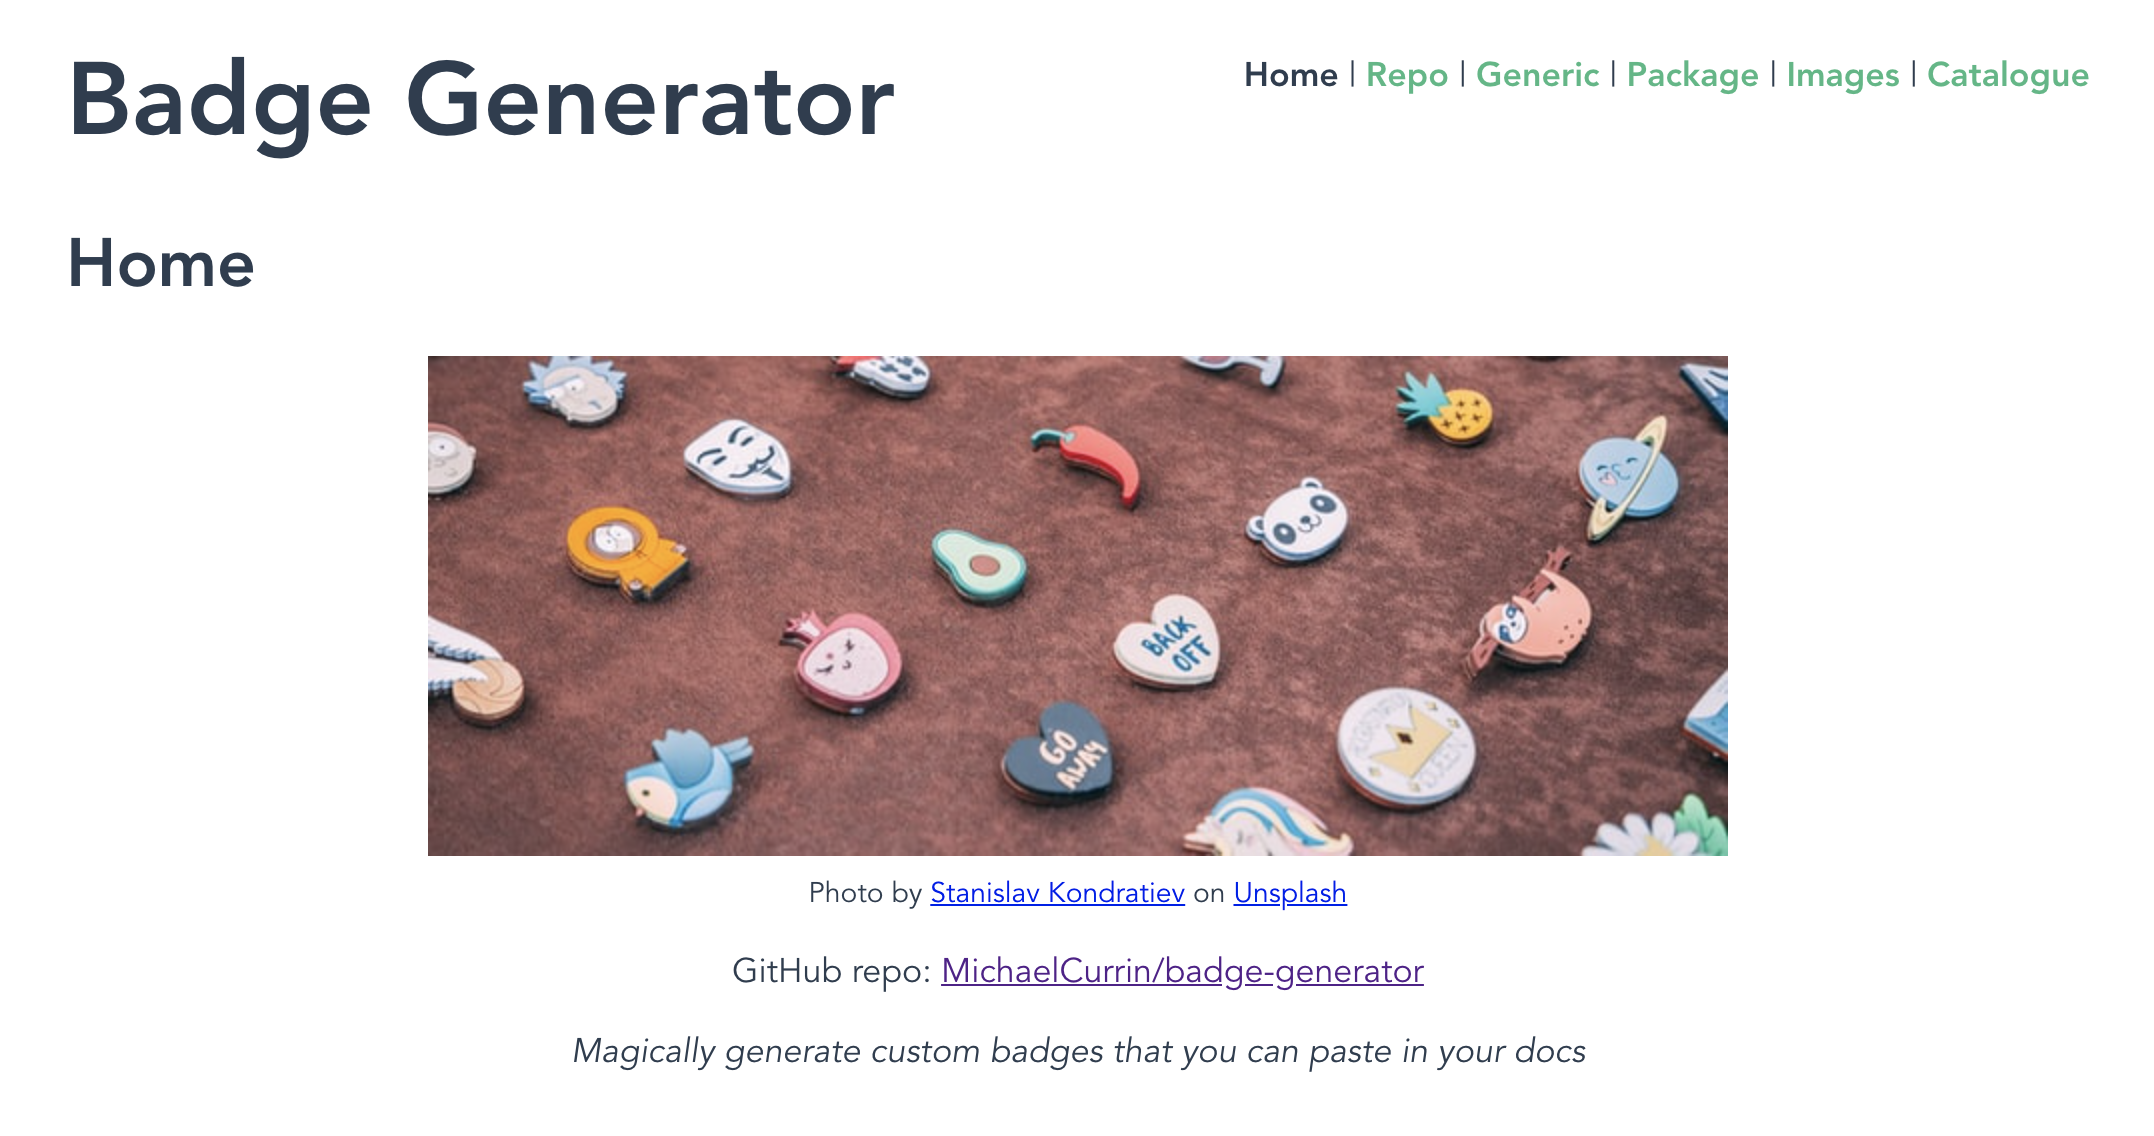 Badge Generator
Home | Repo | Generic | Package | Images | Catalogue
Home
BACK
OFF
GO
AWAY
QUEEN
Photo by Stanislav Kondratiev on Unsplash
GitHub repo: MichaelCurrin/badge-generator
Magically generate custom badges that you can paste in your docs